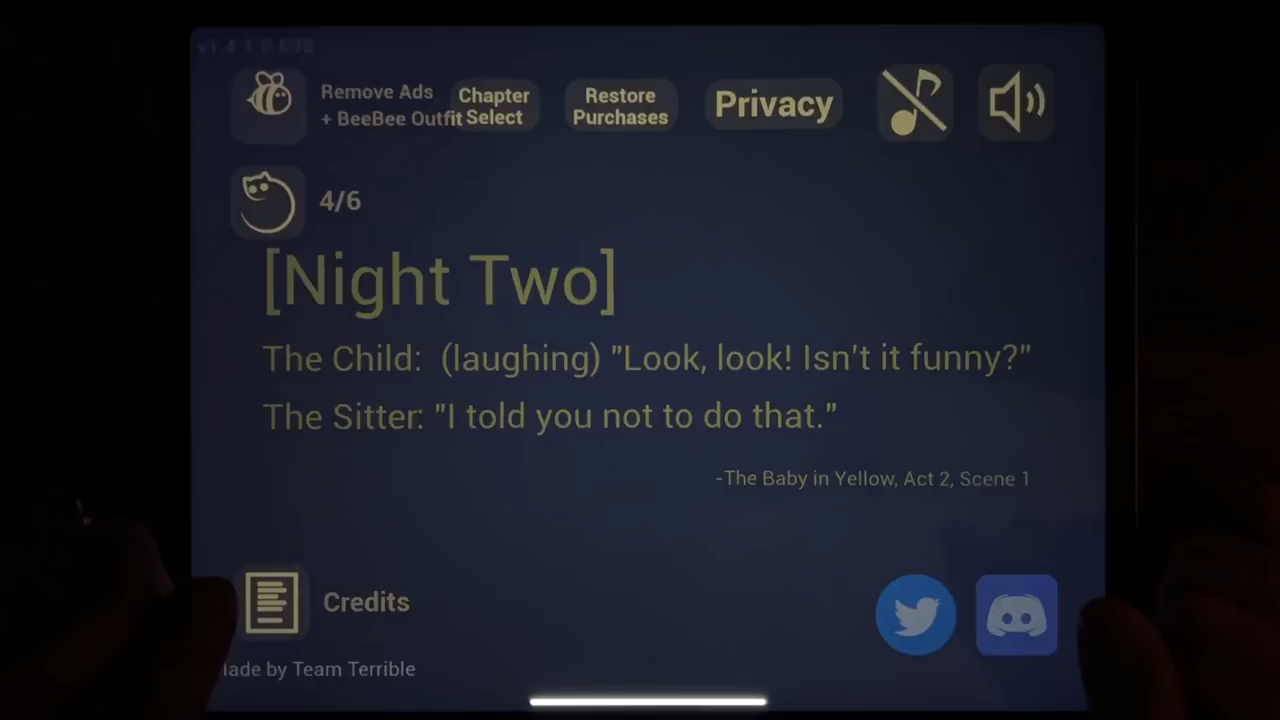 Remove Ads
+ BeeBee Outfit
Chapter
Select
Restore
Purchases
Privacy
4/6
[Night Two]
The Child: (laughing) "Look, look! Isn't it funny?"
The Sitter: "I told you not to do that."
-The Baby in Yellow, Act 2, Scene 1
Credits
ade by Team Terrible